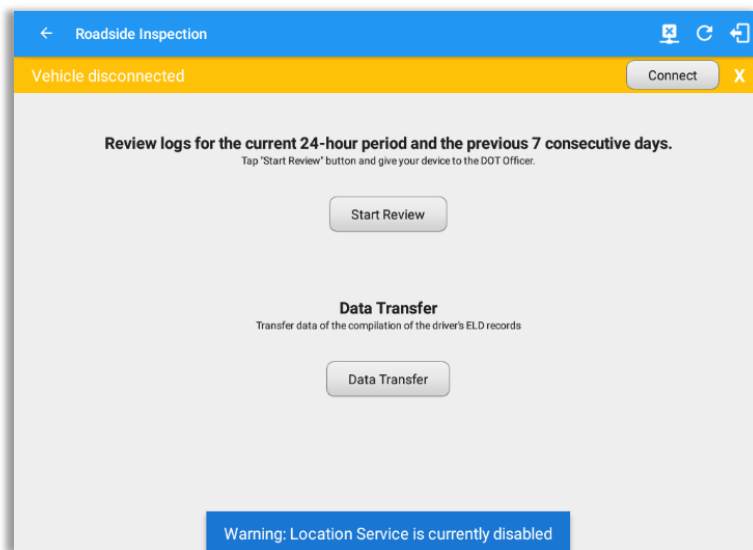 Roadside Inspection
Vehicle disconnected
Connect
X
Review logs for the current 24-hour period and the previous 7 consecutive days.
Tap "Start Review" button and give your device to the DOT Officer.
Start Review
Data Transfer
Transfer data of the compilation of the driver's ELD records
Data Transfer
Warning: Location Service is currently disabled